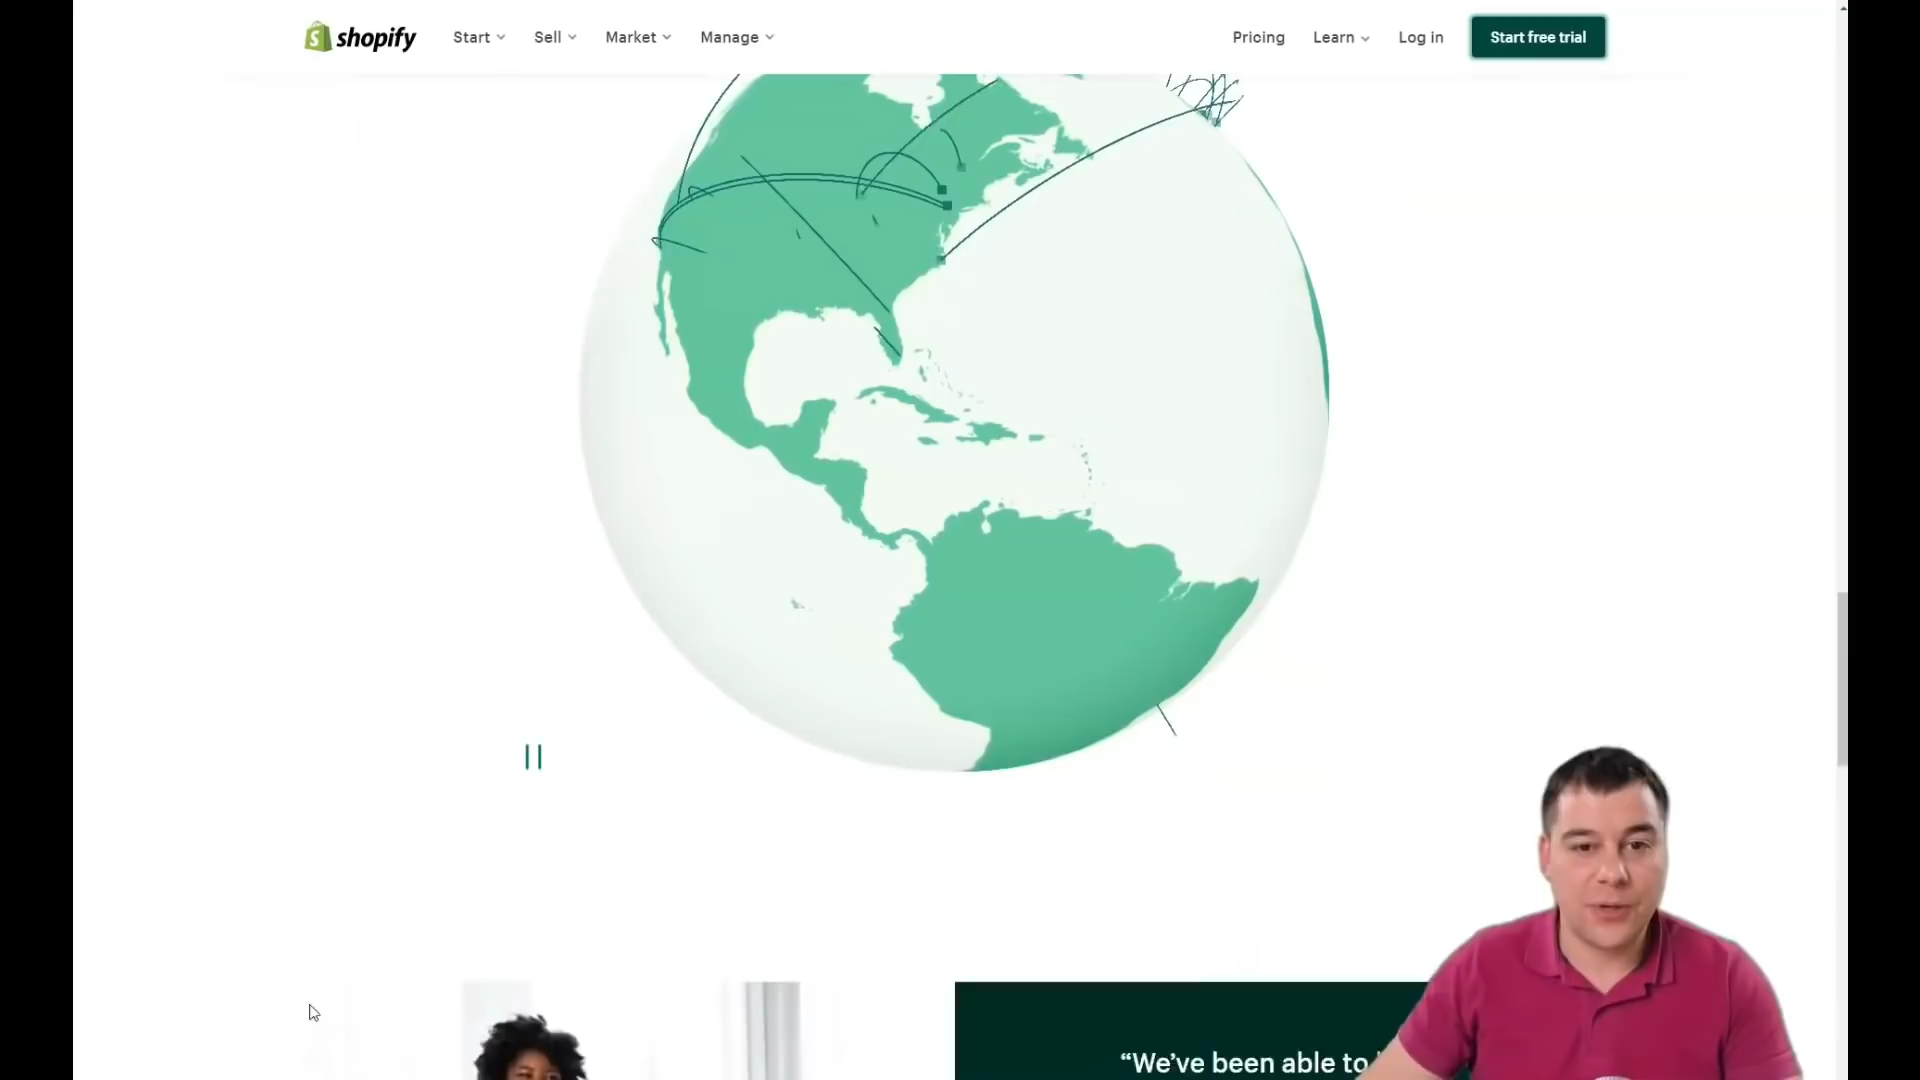 shopify Start Sell Market Manage Pricing Learn Log in Start free trial
“We’ve been able to